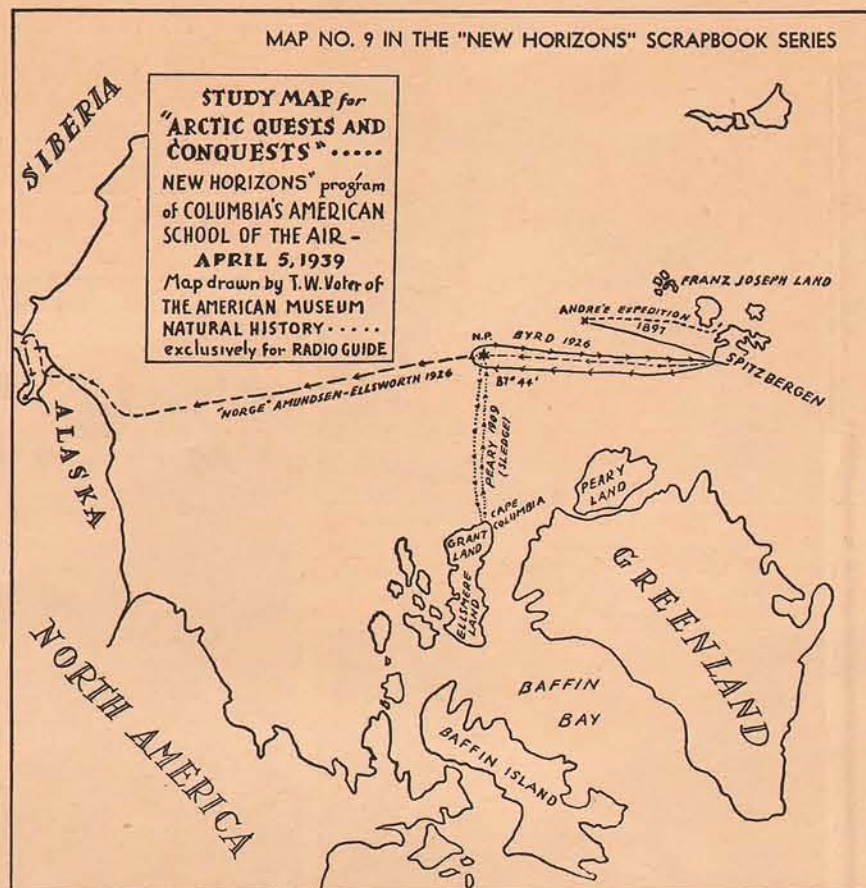 MAP NO. 9 IN THE "NEW HORIZONS" SCRAPBOOK SERIES
STUDY MAP for
"ARCTIC QUESTS AND
CONQUESTS" .....
NEW HORIZONS" program
of COLUMBIA'S AMERICAN
SCHOOL OF THE AIR -
APRIL 5, 1939
Map drawn by T.W. Voter of
THE AMERICAN MUSEUM
NATURAL HISTORY .....
exclusively for RADIO GUIDE
SIBERIA
FRANZ JOSEPH LAND
ANDRÉE EXPEDITION
1897
N.P.
BYRD 1926
SPITZBERGEN
87° 44'
"NORGE" AMUNDSEN-ELLSWORTH 1926
ALASKA
PEARY 1909
(SLEDGE)
CAPE
COLUMBIA
PEARY
LAND
GRANT
LAND
ELLSMERE
LAND
GREENLAND
NORTH AMERICA
BAFFIN
BAY
BAFFIN ISLAND